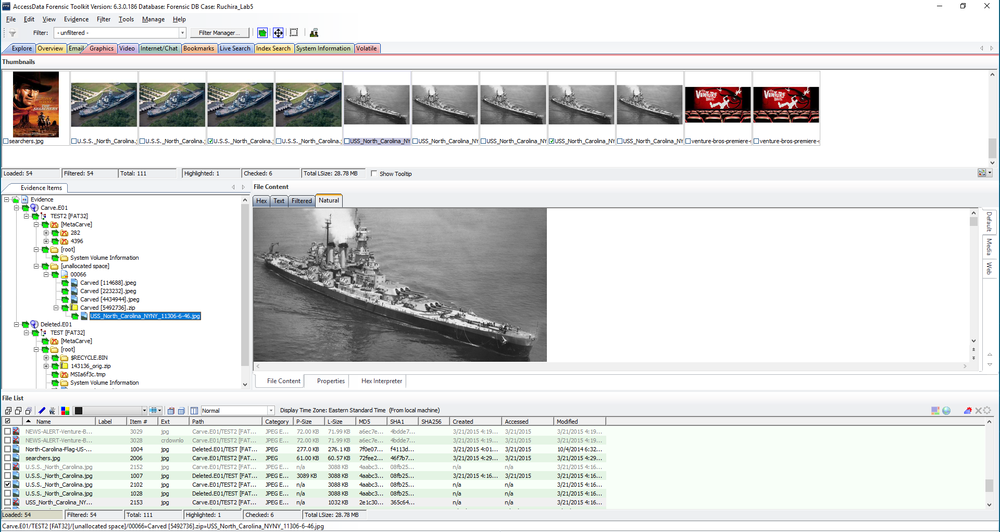 AccessData Forensic Toolkit Version: 6.3.0.186 Database: Forensic DB Case: Ruchira_Lab5
File Edit View Evidence Filter Tools Manage Help
Filter: - unfiltered - Filter Manager...
Explore Overview Email Graphics Video Internet/Chat Bookmarks Live Search Index Search System Information Volatile
Thumbnails
JOHN WAYNE
THE SEARCHERS
the VENTURE BROS.
the VENTURE BROS.
searchers.jpg U.S.S._North_Carolina.j U.S.S._North_Carolina. U.S.S._North_Carolina.j U.S.S._North_Carolina. USS_North_Carolina_NY USS_North_Carolina_NY USS_North_Carolina_NY USS_North_Carolina_NY USS_North_Carolina_NY venture-bros-premiere- venture-bros-premiere-
Loaded: 54 Filtered: 54 Total: 111 Highlighted: 1 Checked: 6 Total LSize: 28.78 MB Show Tooltip
Evidence Items
Evidence
Carve.E01
TEST2 [FAT32]
[MetaCarve]
282
4396
[root]
System Volume Information
[unallocated space]
00066
Carved [114688].jpeg
Carved [223232].jpeg
Carved [4434944].jpeg
Carved [5492736].zip
USS_North_Carolina_NYNY_11306-6-46.jpg
Deleted.E01
TEST [FAT32]
[MetaCarve]
[root]
$RECYCLE.BIN
143136_orig.zip
MSIa6f3c.tmp
System Volume Information
File Content
Hex Text Filtered Natural
Default
Media
Web
File Content Properties Hex Interpreter
File List
Normal Display Time Zone: Eastern Standard Time (From local machine)
Name Label Item # Ext Path Category P-Size L-Size MD5 SHA1 SHA256 Created Accessed Modified
NEWS-ALERT-Venture-B... 3029 jpg Carve.E01/TEST2 [FAT... JPEG E... 72.00 KB 71.99 KB a6ec7e... 4bdde7... 3/21/2015 4:19... 3/21/2015 3/21/2015 4:19...
NEWS-ALERT-Venture-B... 3028 crdownlo Carve.E01/TEST2 [FAT... JPEG E... 72.00 KB 71.99 KB a6ec7e... 4bdde7... 3/21/2015 4:19... 3/21/2015 3/21/2015 4:19...
North-Carolina-Flag-US-... 1004 jpg Deleted.E01/TEST [FAT... JPEG 277.0 KB 276.1 KB 7f0e07... f4113d... 3/21/2015 4:01... 3/21/2015 10/4/2014 6:32...
searchers.jpg 2006 jpg Carve.E01/TEST2 [FAT... JPEG 61.00 KB 60.57 KB 72fee2... 46f7b7... 3/21/2015 4:29... 3/21/2015 3/21/2015 4:29...
U.S.S._North_Carolina.jpg 2152 jpg Carve.E01/TEST2 [FAT... JPEG E... n/a 3088 KB 4aabc3... 08fb25... n/a n/a 3/21/2015 4:16...
U.S.S._North_Carolina.jpg 1007 jpg Deleted.E01/TEST [FAT... JPEG E... 3089 KB 3088 KB 4aabc3... 08fb25... 3/21/2015 4:16... 3/21/2015 3/21/2015 4:16...
U.S.S._North_Carolina.jpg 2102 jpg Carve.E01/TEST2 [FAT... JPEG E... n/a 3088 KB 4aabc3... 08fb25... n/a n/a 3/21/2015 4:16...
U.S.S._North_Carolina.jpg 1028 jpg Deleted.E01/TEST [FAT... JPEG E... n/a 3088 KB 4aabc3... 08fb25... n/a n/a 3/21/2015 4:16...
USS_North_Carolina_NY... 2153 jpg Carve.E01/TEST2 [FAT... JPEG E... n/a 1032 KB 2e1c30... 365c64... n/a n/a 3/21/2015 4:16...
Loaded: 54 Filtered: 54 Total: 111 Highlighted: 1 Checked: 6 Total LSize: 28.78 MB
Carve.E01/TEST2 [FAT32]/[unallocated space]/00066»Carved [5492736].zip»USS_North_Carolina_NYNY_11306-6-46.jpg